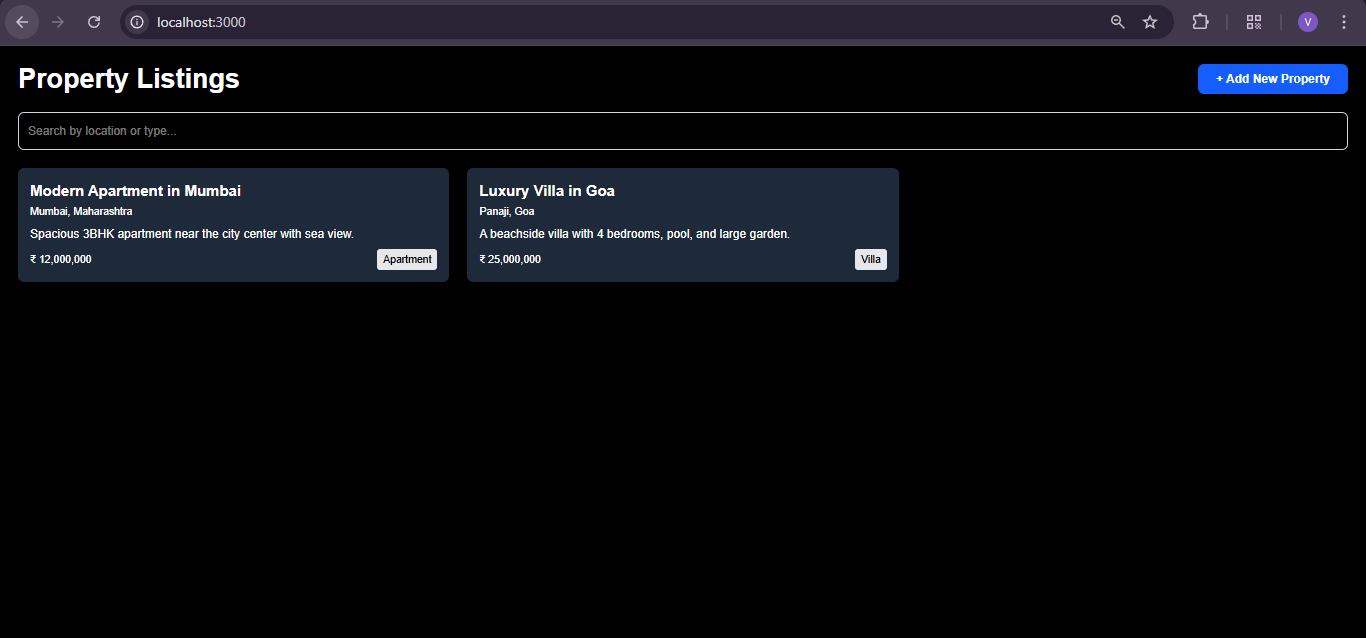 localhost:3000
V
Property Listings
+ Add New Property
Search by location or type...
Modern Apartment in Mumbai
Mumbai, Maharashtra
Spacious 3BHK apartment near the city center with sea view.
₹ 12,000,000
Apartment
Luxury Villa in Goa
Panaji, Goa
A beachside villa with 4 bedrooms, pool, and large garden.
₹ 25,000,000
Villa